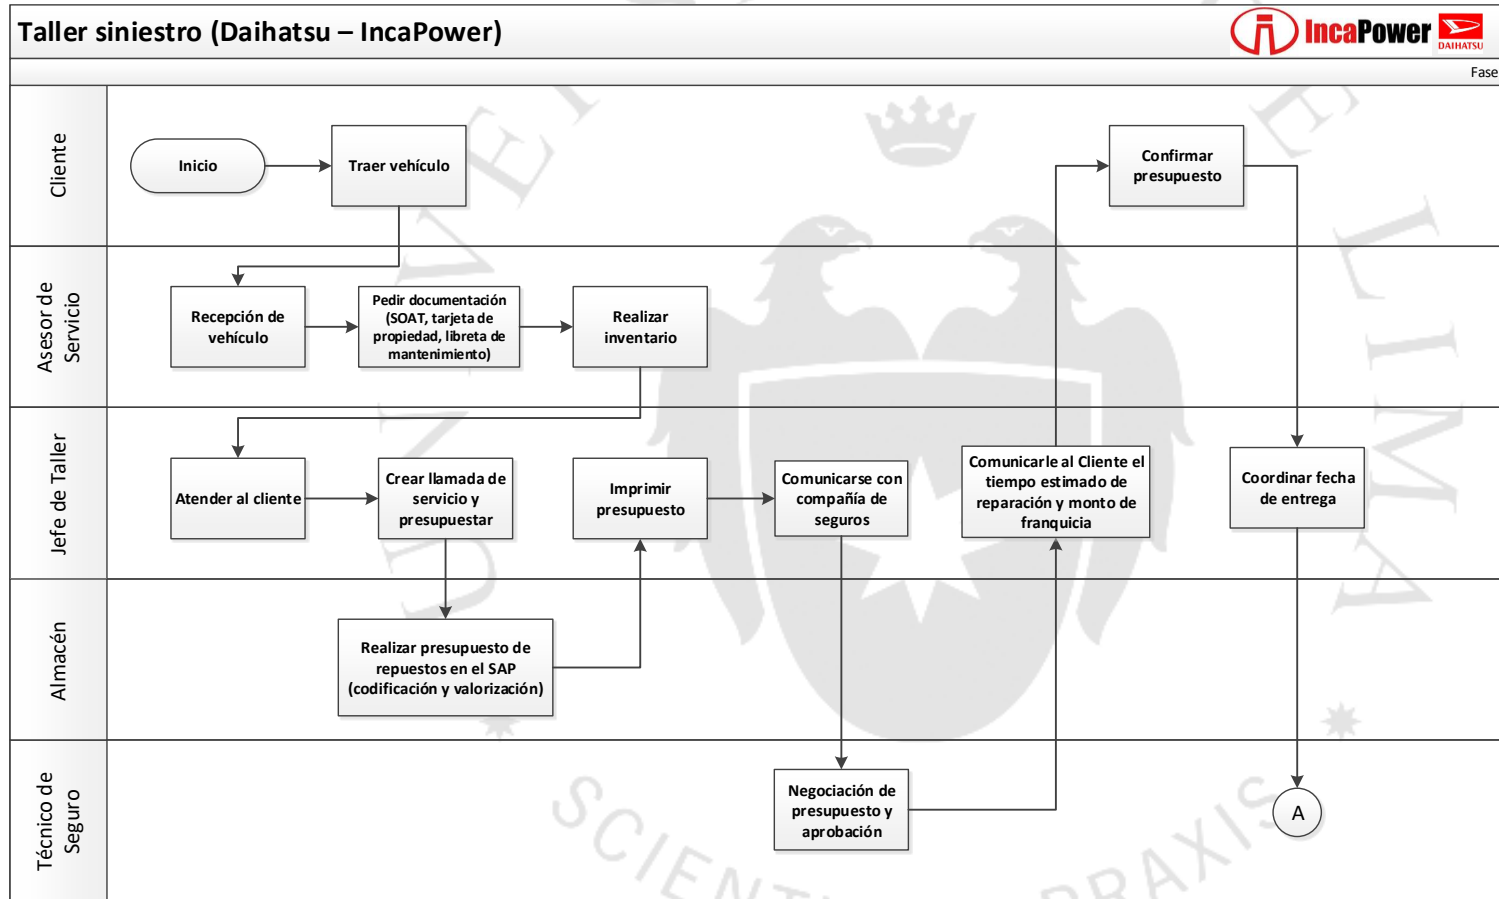 Taller siniestro (Daihatsu – IncaPower)
IncaPower
DAIHATSU
Fase
Cliente
Inicio
Traer vehículo
Confirmar
presupuesto
Asesor de
Servicio
Recepción de
vehículo
Pedir documentación
(SOAT, tarjeta de
propiedad, libreta de
mantenimiento)
Realizar
inventario
Jefe de Taller
Atender al cliente
Crear llamada de
servicio y
presupuestar
Imprimir
presupuesto
Comunicarse con
compañía de
seguros
Comunicarle al Cliente el
tiempo estimado de
reparación y monto de
franquicia
Coordinar fecha
de entrega
Almacén
Realizar presupuesto de
repuestos en el SAP
(codificación y valorización)
Técnico de
Seguro
Negociación de
presupuesto y
aprobación
A
LIMA
PRAXIS